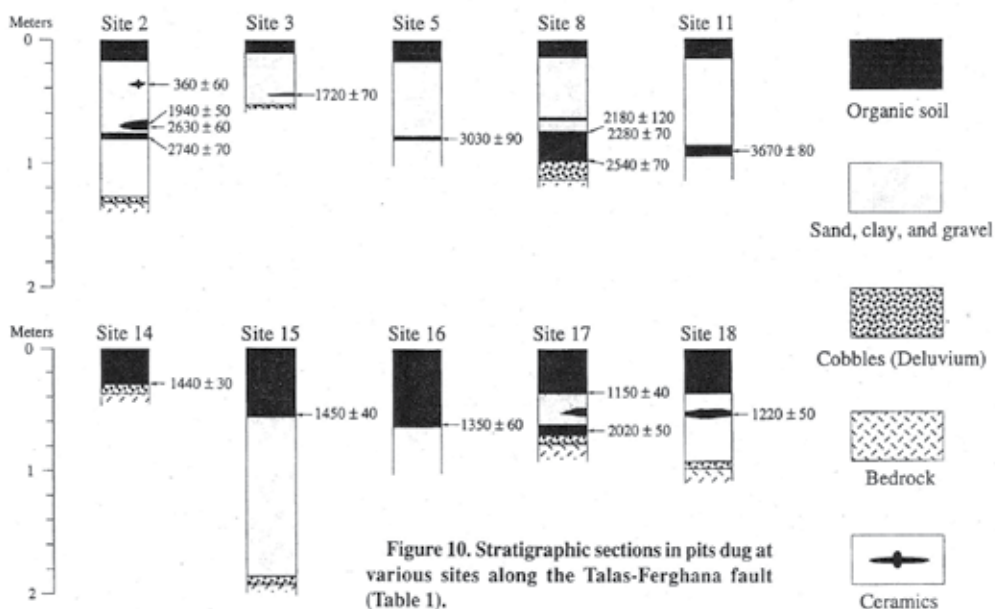 Meters Site 2 Site 3 Site 5 Site 8 Site 11
0
360 ± 60
1940 ± 50
2630 ± 60
2740 ± 70
1720 ± 70
3030 ± 90
2180 ± 120
2280 ± 70
2540 ± 70
3670 ± 80
1
2
Organic soil
Sand, clay, and gravel
Cobbles (Deluvium)
Bedrock
Ceramics
Meters Site 14 Site 15 Site 16 Site 17 Site 18
0
1440 ± 30
1450 ± 40
1350 ± 60
1150 ± 40
2020 ± 50
1220 ± 50
1
2
Figure 10. Stratigraphic sections in pits dug at
various sites along the Talas-Ferghana fault
(Table 1).